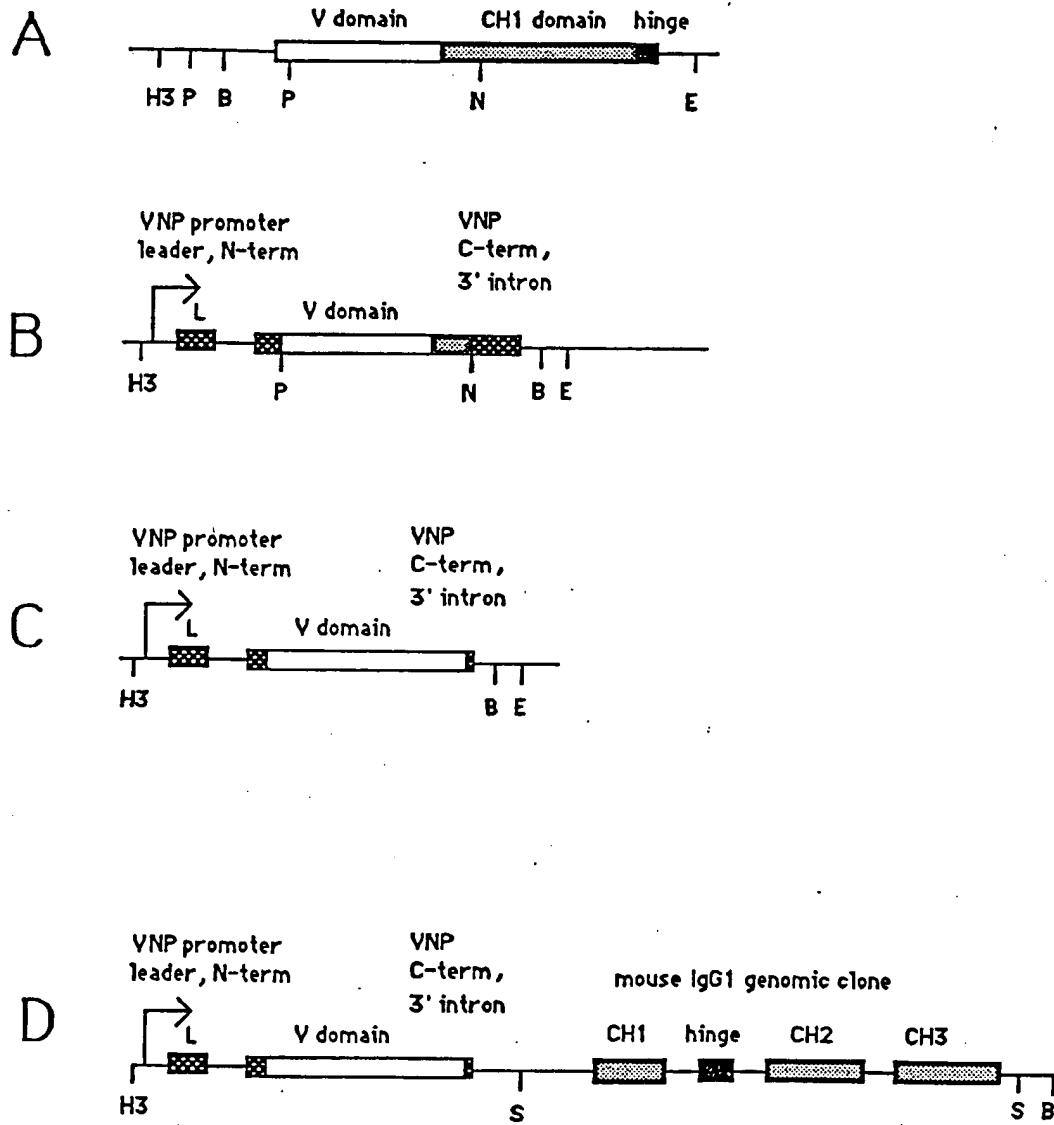 A
V domain
CH1 domain
hinge
H3 P B P N E
B
VNP promoter
leader, N-term
VNP
C-term,
3' intron
L
V domain
H3 P N B E
C
VNP promoter
leader, N-term
VNP
C-term,
3' intron
L
V domain
H3 B E
D
VNP promoter
leader, N-term
VNP
C-term,
3' intron
mouse IgG1 genomic clone
L
V domain
CH1 hinge CH2 CH3
H3 S S B